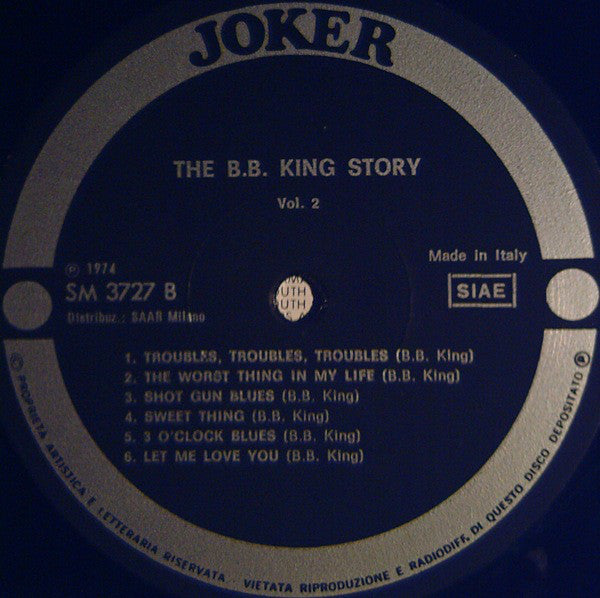 JOKER
THE B.B. KING STORY
Vol. 2
℗ 1974
SM 3727 B
Distribuz.: SAAR Milano
Made in Italy
SIAE
UTH
UTH
1. TROUBLES, TROUBLES, TROUBLES (B.B. King)
2. THE WORST THING IN MY LIFE (B.B. King)
3. SHOT GUN BLUES (B.B. King)
4. SWEET THING (B.B. King)
5. 3 O'CLOCK BLUES (B.B. King)
6. LET ME LOVE YOU (B.B. King)
© PROPRIETÀ ARTISTICA E LETTERARIA RISERVATA - VIETATA RIPRODUZIONE E RADIODIFF. DI QUESTO DISCO DEPOSITATO ℗